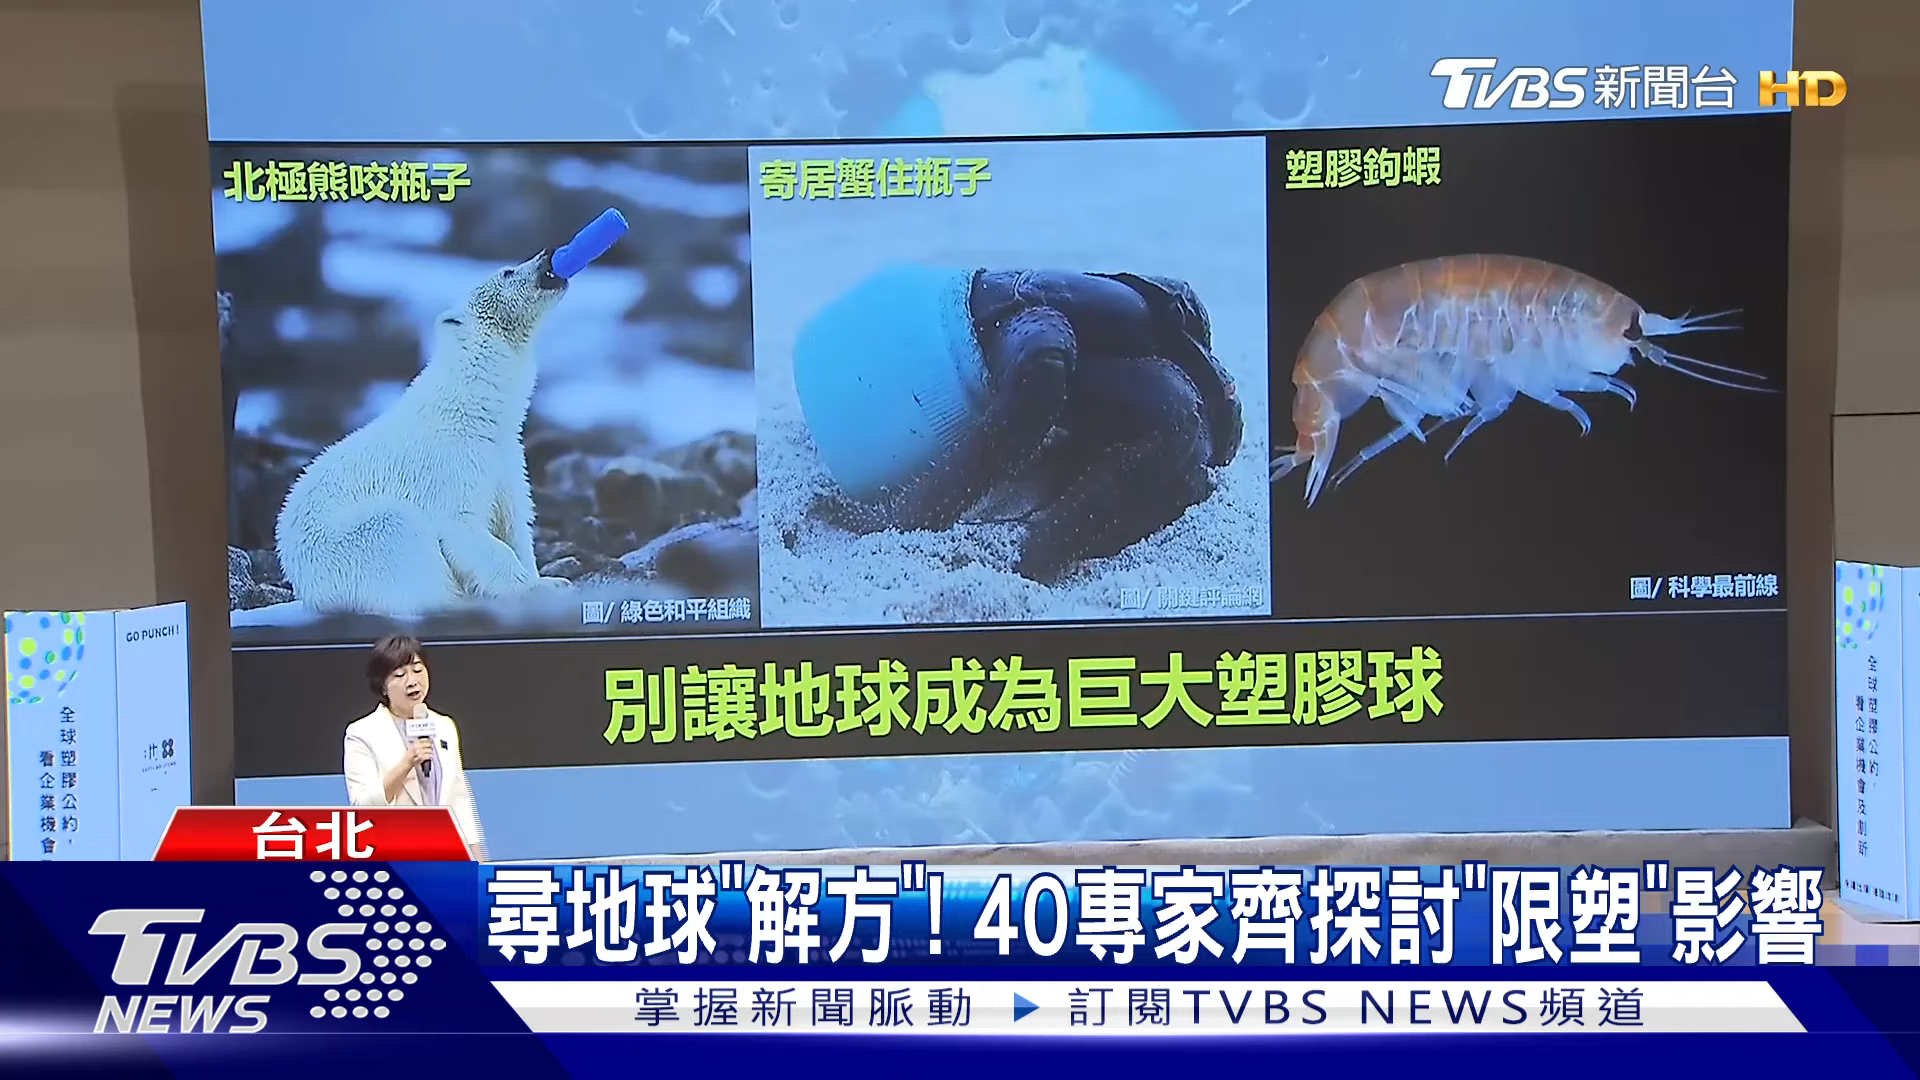 TVBS新聞台 HD
北極熊咬瓶子
寄居蟹住瓶子
塑膠鉤蝦
圖/ 綠色和平組織
圖/ 關鍵評論網
圖/ 科學最前線
別讓地球成為巨大塑膠球
GO PUNCH!
全球塑膠公約，
看企業機會
全球塑膠公約，
看企業機會及創新
台北
尋地球"解方"! 40專家齊探討"限塑"影響
TVBS NEWS
掌握新聞脈動 ▶ 訂閱TVBS NEWS頻道